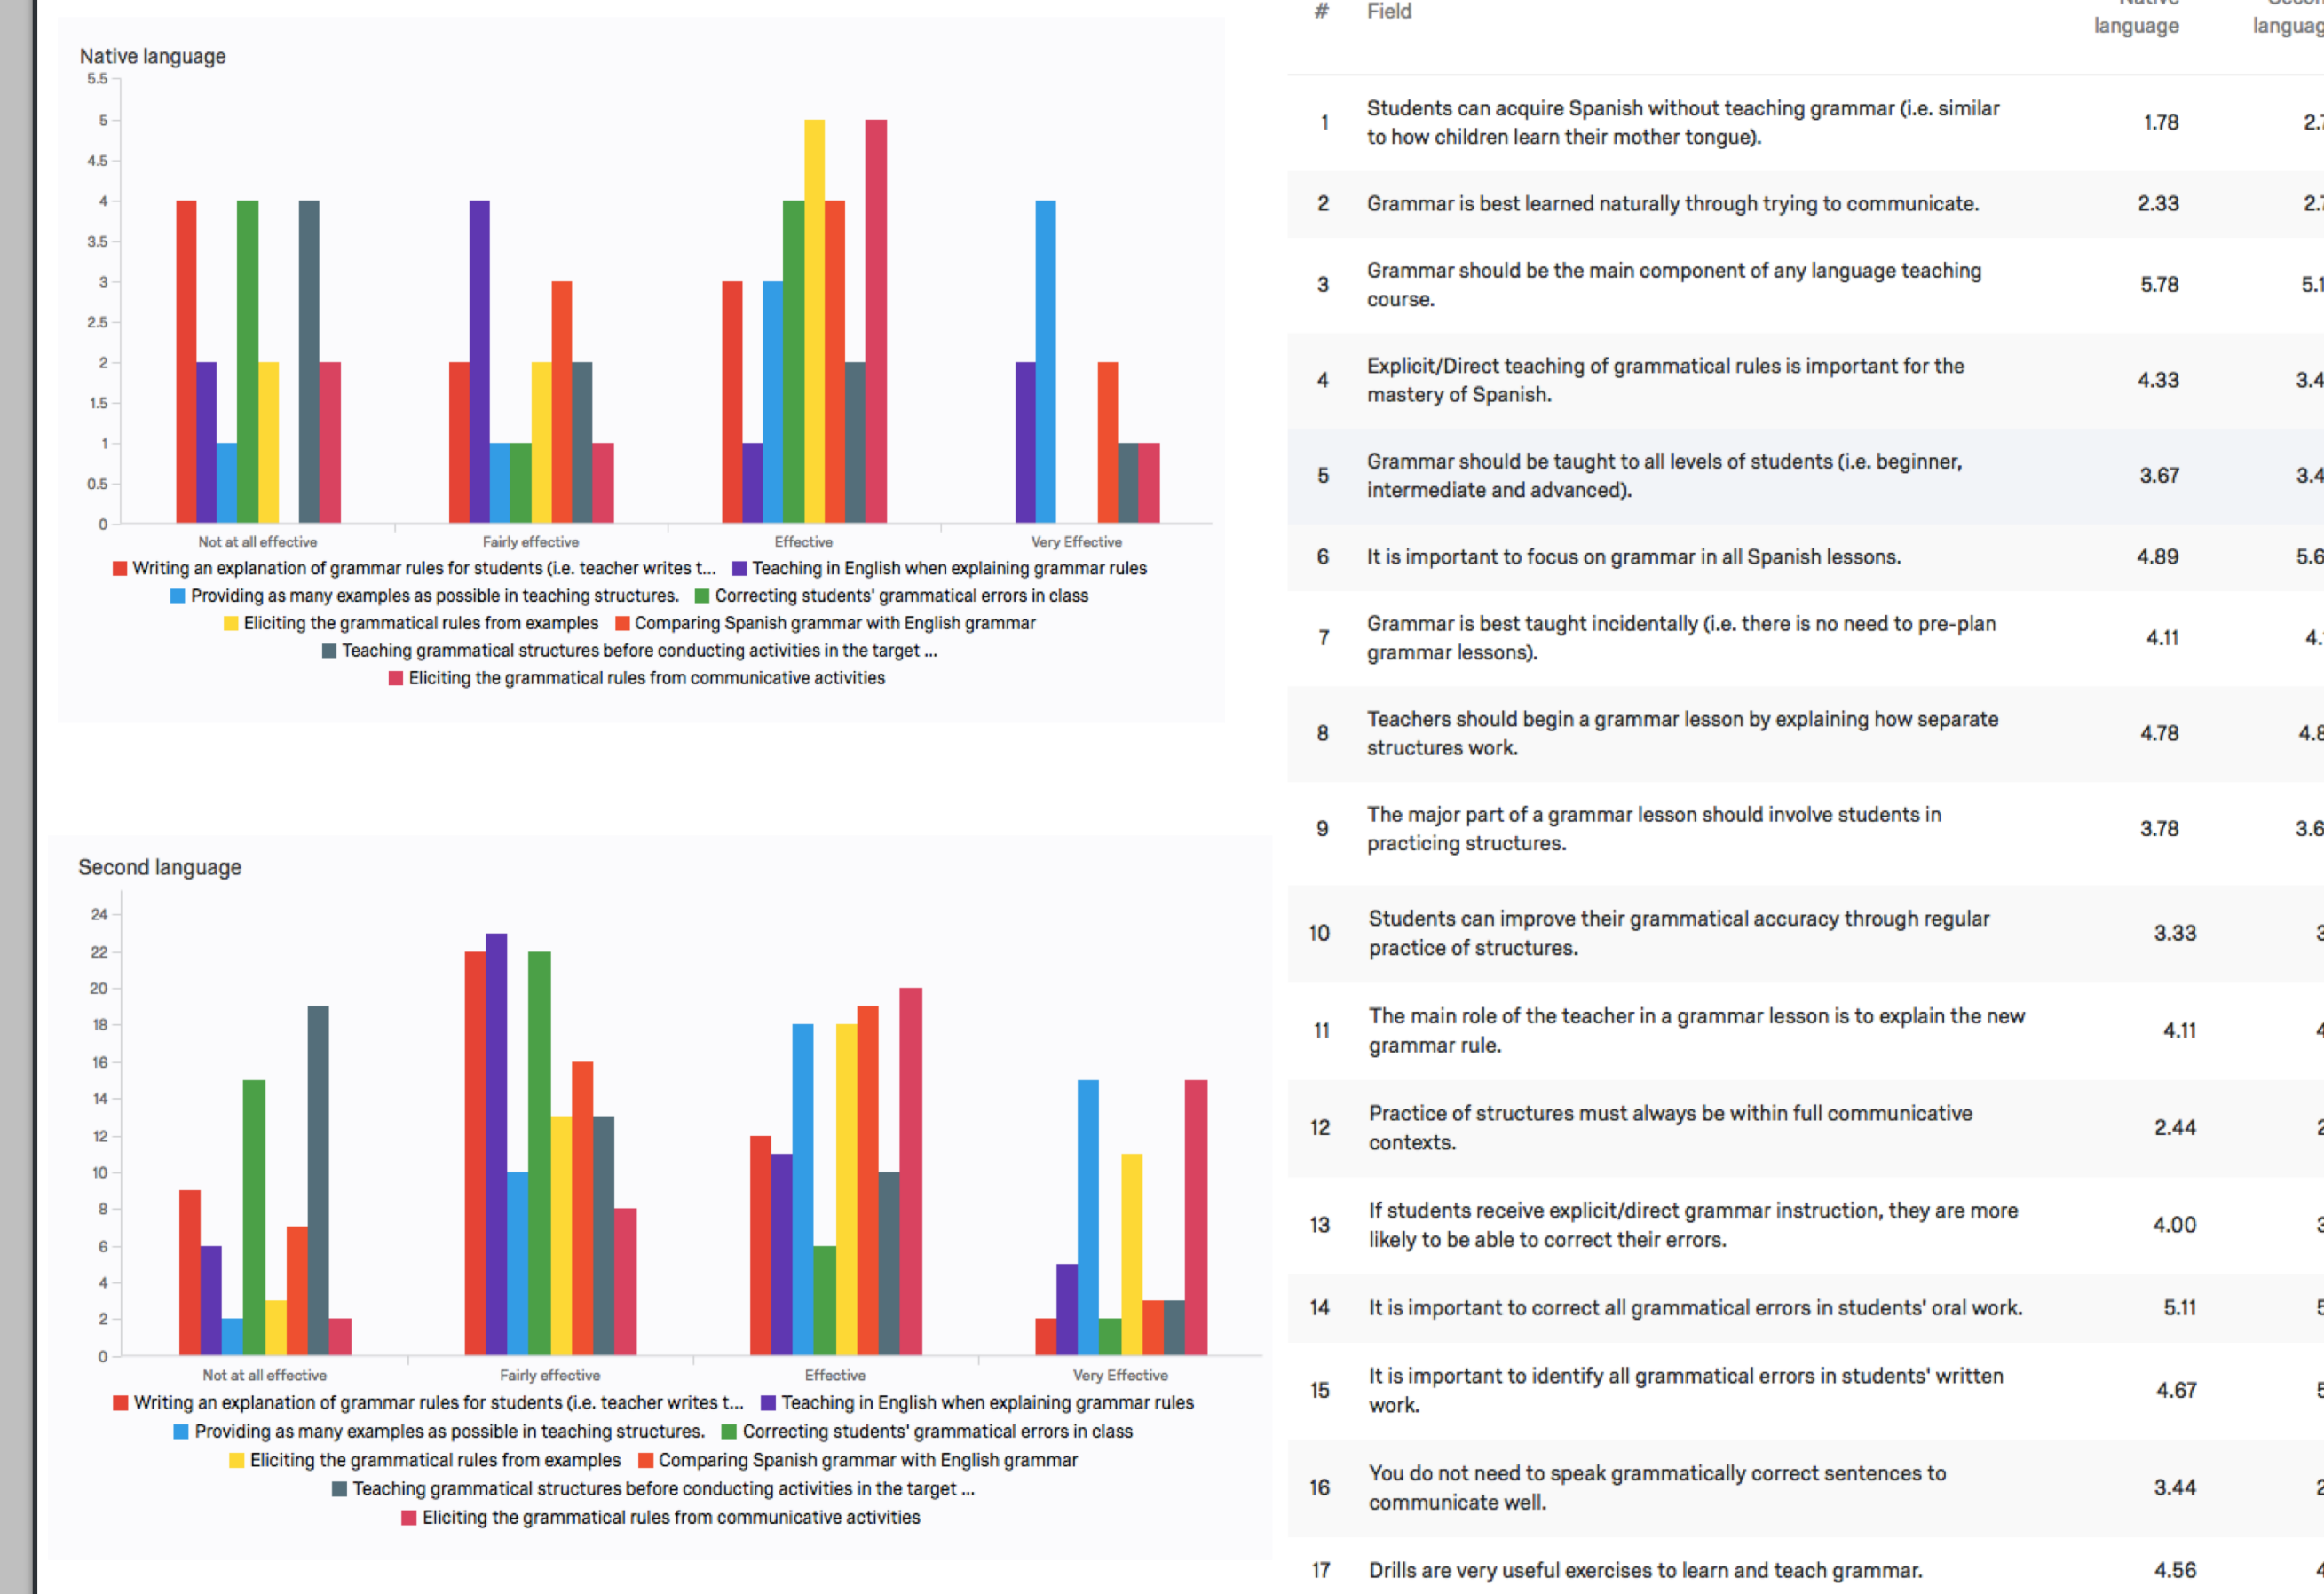 Native language
5.5
5
4.5
4
3.5
3
2.5
2
1.5
1
0.5
0
Not at all effective Fairly effective Effective Very Effective
Writing an explanation of grammar rules for students (i.e. teacher writes t... Teaching in English when explaining grammar rules
Providing as many examples as possible in teaching structures. Correcting students' grammatical errors in class
Eliciting the grammatical rules from examples Comparing Spanish grammar with English grammar
Teaching grammatical structures before conducting activities in the target ...
Eliciting the grammatical rules from communicative activities
Second language
24
22
20
18
16
14
12
10
8
6
4
2
0
Not at all effective Fairly effective Effective Very Effective
Writing an explanation of grammar rules for students (i.e. teacher writes t... Teaching in English when explaining grammar rules
Providing as many examples as possible in teaching structures. Correcting students' grammatical errors in class
Eliciting the grammatical rules from examples Comparing Spanish grammar with English grammar
Teaching grammatical structures before conducting activities in the target ...
Eliciting the grammatical rules from communicative activities
# Field Native
language
1 Students can acquire Spanish without teaching grammar (i.e. similar 1.78
to how children learn their mother tongue).
2 Grammar is best learned naturally through trying to communicate. 2.33
3 Grammar should be the main component of any language teaching 5.78
course.
4 Explicit/Direct teaching of grammatical rules is important for the 4.33
mastery of Spanish.
5 Grammar should be taught to all levels of students (i.e. beginner, 3.67
intermediate and advanced).
6 It is important to focus on grammar in all Spanish lessons. 4.89
7 Grammar is best taught incidentally (i.e. there is no need to pre-plan 4.11
grammar lessons).
8 Teachers should begin a grammar lesson by explaining how separate 4.78
structures work.
9 The major part of a grammar lesson should involve students in 3.78
practicing structures.
10 Students can improve their grammatical accuracy through regular 3.33
practice of structures.
11 The main role of the teacher in a grammar lesson is to explain the new 4.11
grammar rule.
12 Practice of structures must always be within full communicative 2.44
contexts.
13 If students receive explicit/direct grammar instruction, they are more 4.00
likely to be able to correct their errors.
14 It is important to correct all grammatical errors in students' oral work. 5.11
15 It is important to identify all grammatical errors in students' written 4.67
work.
16 You do not need to speak grammatically correct sentences to 3.44
communicate well.
17 Drills are very useful exercises to learn and teach grammar. 4.56